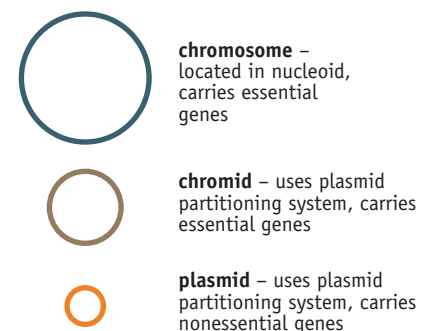 chromosome –
located in nucleoid,
carries essential
genes
chromid – uses plasmid
partitioning system, carries
essential genes
plasmid – uses plasmid
partitioning system, carries
nonessential genes